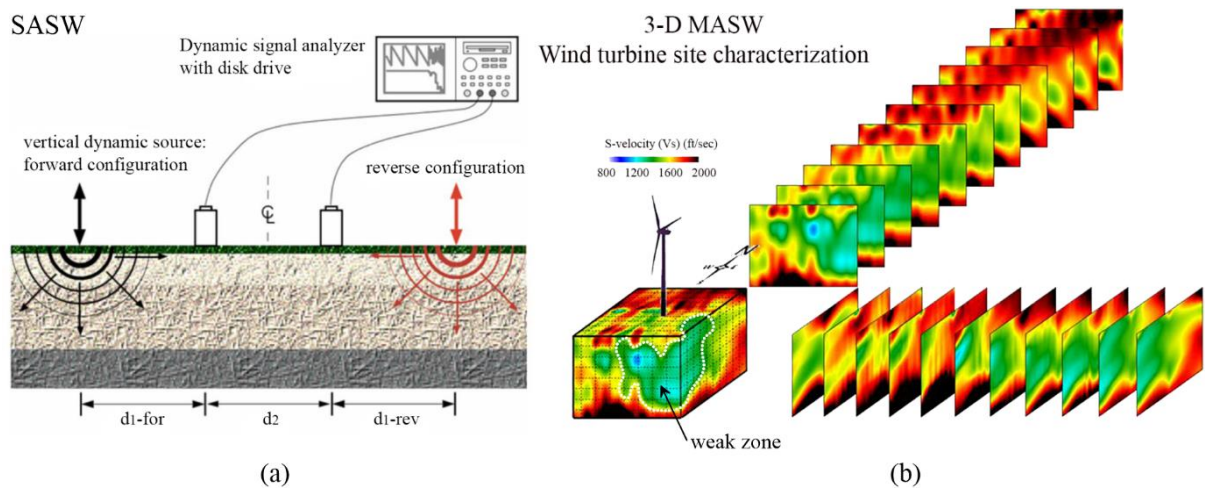 SASW
Dynamic signal analyzer
with disk drive
vertical dynamic source:
forward configuration
reverse configuration
d1-for
d2
d1-rev
(a)
3-D MASW
Wind turbine site characterization
S-velocity (Vs) (ft/sec)
800 1200 1600 2000
N
weak zone
(b)